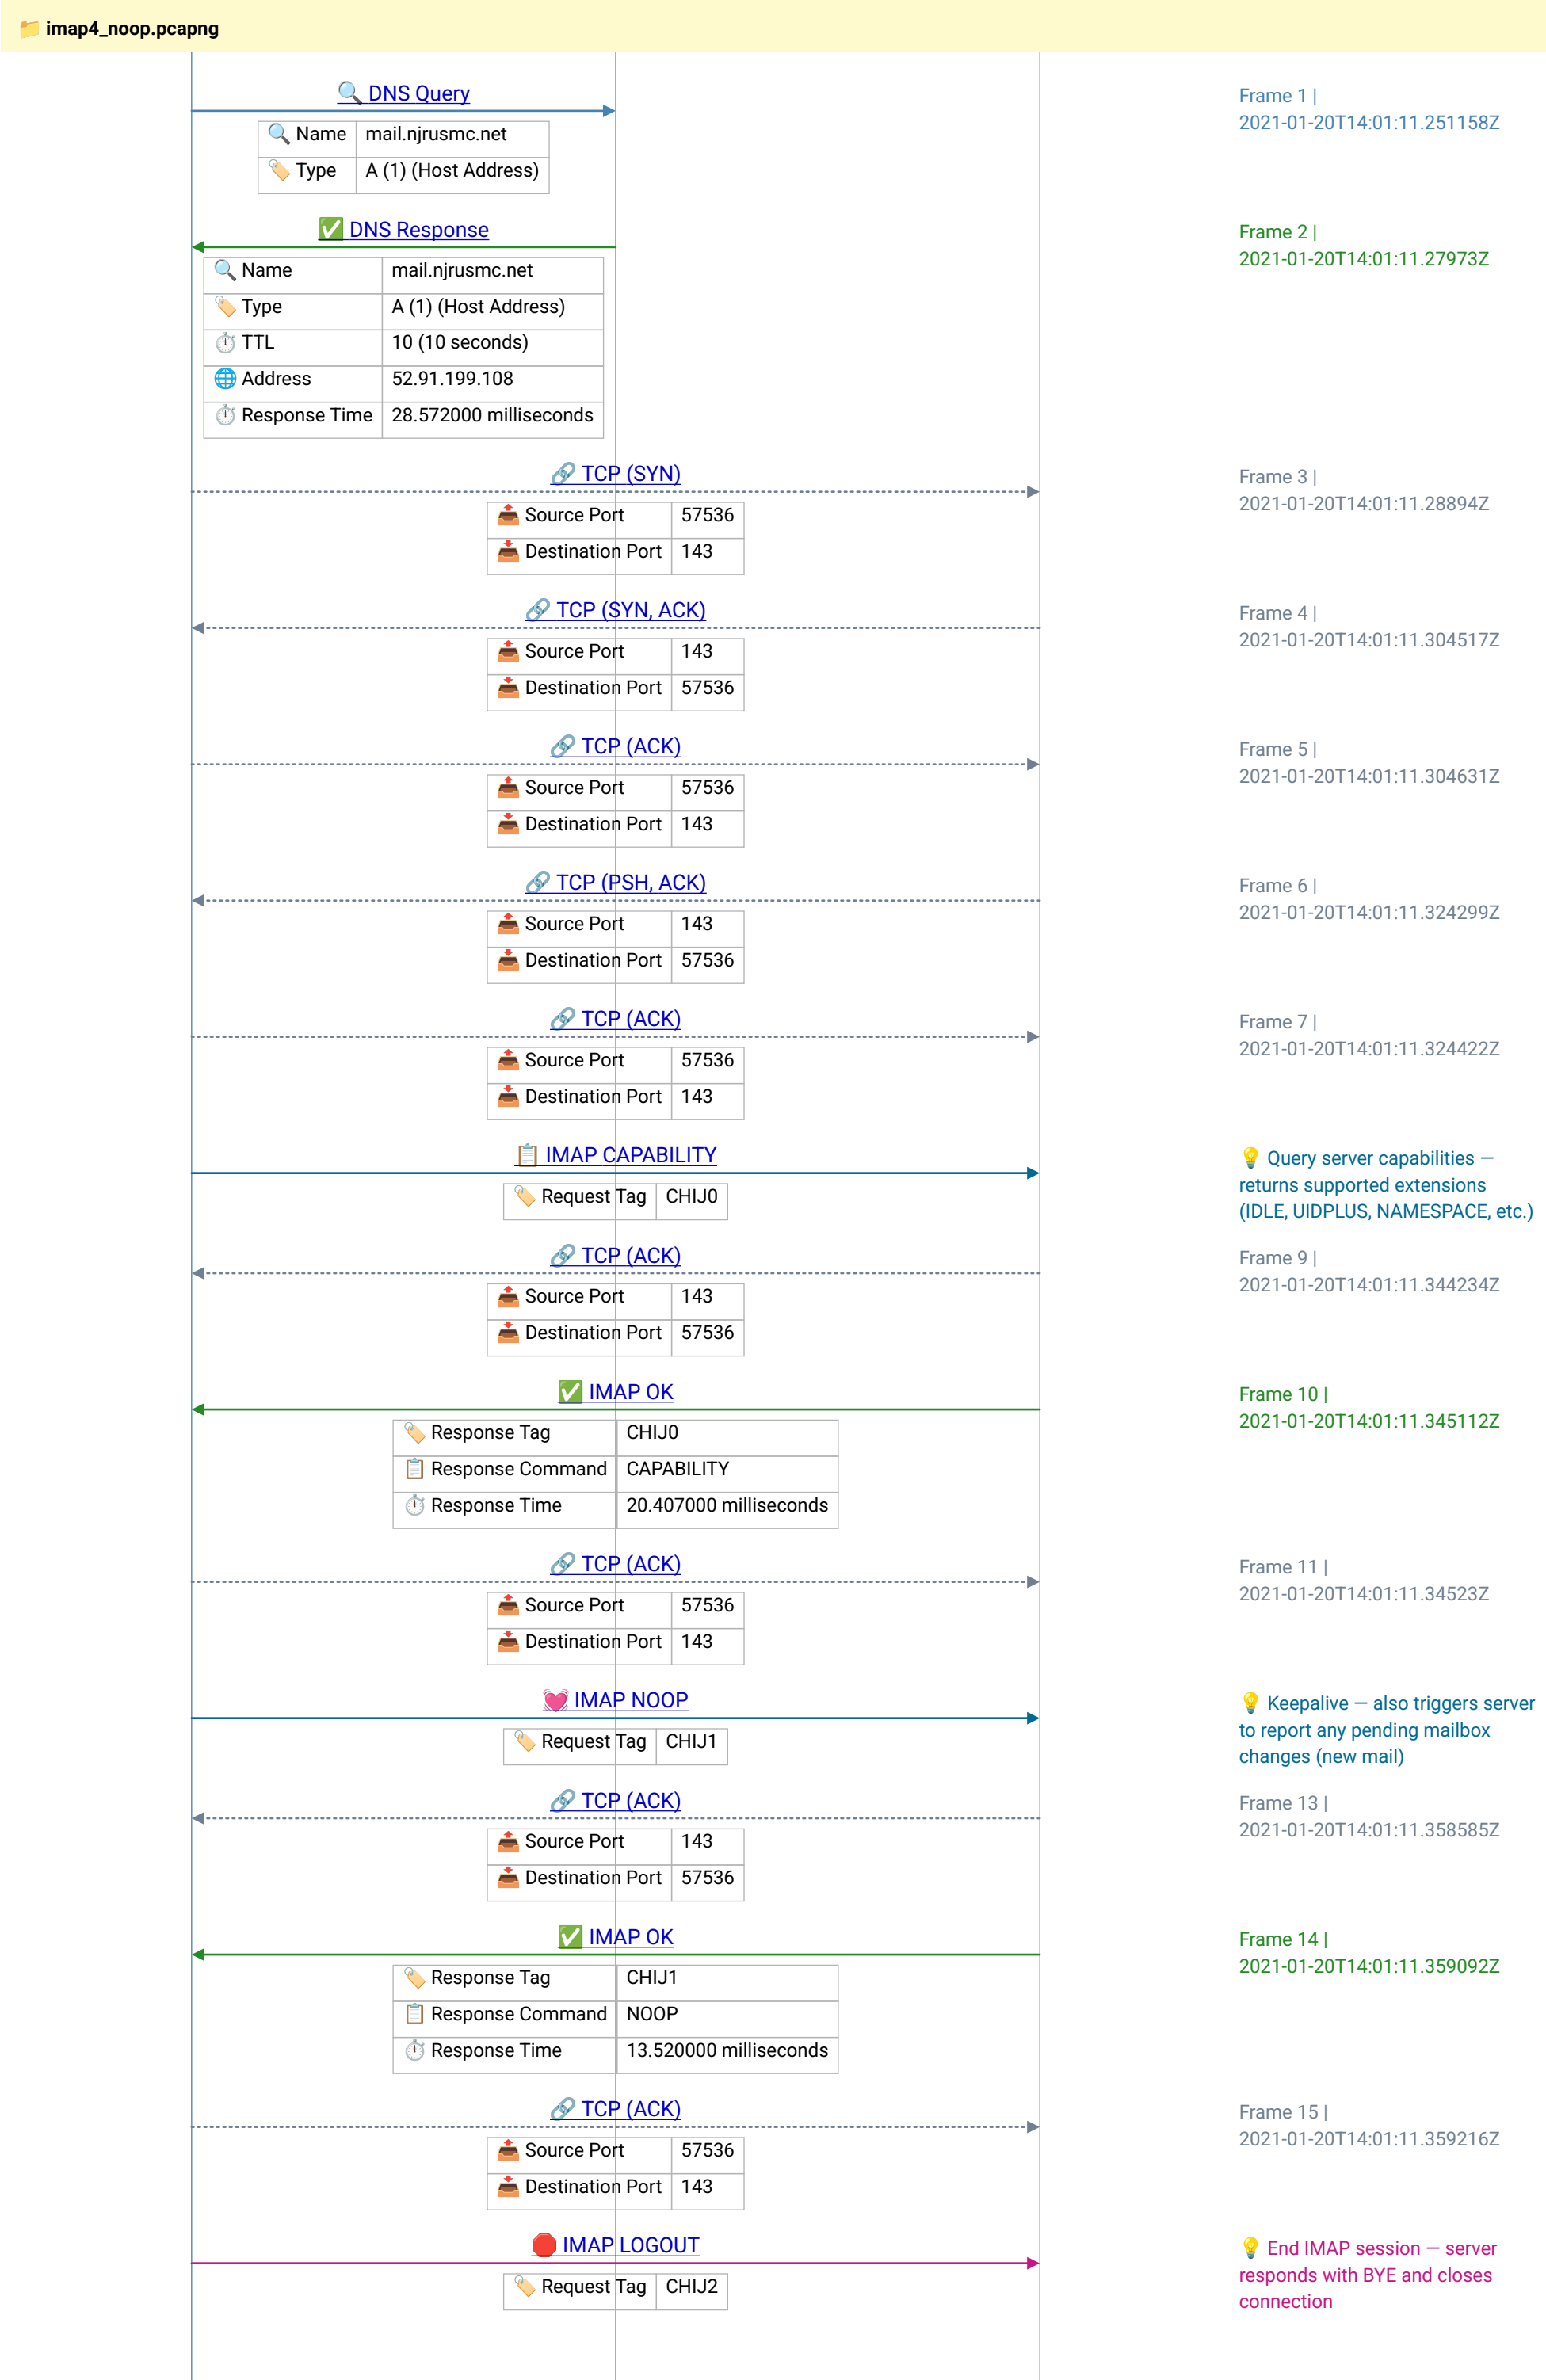 📁 imap4_noop.pcapng
🔍 DNS Query
Frame 1 |
2021-01-20T14:01:11.251158Z
🔍 Name mail.njrusmc.net
🏷️ Type A (1) (Host Address)
✅ DNS Response
Frame 2 |
2021-01-20T14:01:11.27973Z
🔍 Name mail.njrusmc.net
🏷️ Type A (1) (Host Address)
⏱️ TTL 10 (10 seconds)
🌐 Address 52.91.199.108
⏱️ Response Time 28.572000 milliseconds
🔗 TCP (SYN)
Frame 3 |
2021-01-20T14:01:11.28894Z
📤 Source Port 57536
📥 Destination Port 143
🔗 TCP (SYN, ACK)
Frame 4 |
2021-01-20T14:01:11.304517Z
📤 Source Port 143
📥 Destination Port 57536
🔗 TCP (ACK)
Frame 5 |
2021-01-20T14:01:11.304631Z
📤 Source Port 57536
📥 Destination Port 143
🔗 TCP (PSH, ACK)
Frame 6 |
2021-01-20T14:01:11.324299Z
📤 Source Port 143
📥 Destination Port 57536
🔗 TCP (ACK)
Frame 7 |
2021-01-20T14:01:11.324422Z
📤 Source Port 57536
📥 Destination Port 143
📋 IMAP CAPABILITY
💡 Query server capabilities —
returns supported extensions
(IDLE, UIDPLUS, NAMESPACE, etc.)
🏷️ Request Tag CHIJ0
🔗 TCP (ACK)
Frame 9 |
2021-01-20T14:01:11.344234Z
📤 Source Port 143
📥 Destination Port 57536
✅ IMAP OK
Frame 10 |
2021-01-20T14:01:11.345112Z
🏷️ Response Tag CHIJ0
📋 Response Command CAPABILITY
⏱️ Response Time 20.407000 milliseconds
🔗 TCP (ACK)
Frame 11 |
2021-01-20T14:01:11.34523Z
📤 Source Port 57536
📥 Destination Port 143
💓 IMAP NOOP
💡 Keepalive — also triggers server
to report any pending mailbox
changes (new mail)
🏷️ Request Tag CHIJ1
🔗 TCP (ACK)
Frame 13 |
2021-01-20T14:01:11.358585Z
📤 Source Port 143
📥 Destination Port 57536
✅ IMAP OK
Frame 14 |
2021-01-20T14:01:11.359092Z
🏷️ Response Tag CHIJ1
📋 Response Command NOOP
⏱️ Response Time 13.520000 milliseconds
🔗 TCP (ACK)
Frame 15 |
2021-01-20T14:01:11.359216Z
📤 Source Port 57536
📥 Destination Port 143
🛑 IMAP LOGOUT
💡 End IMAP session — server
responds with BYE and closes
connection
🏷️ Request Tag CHIJ2